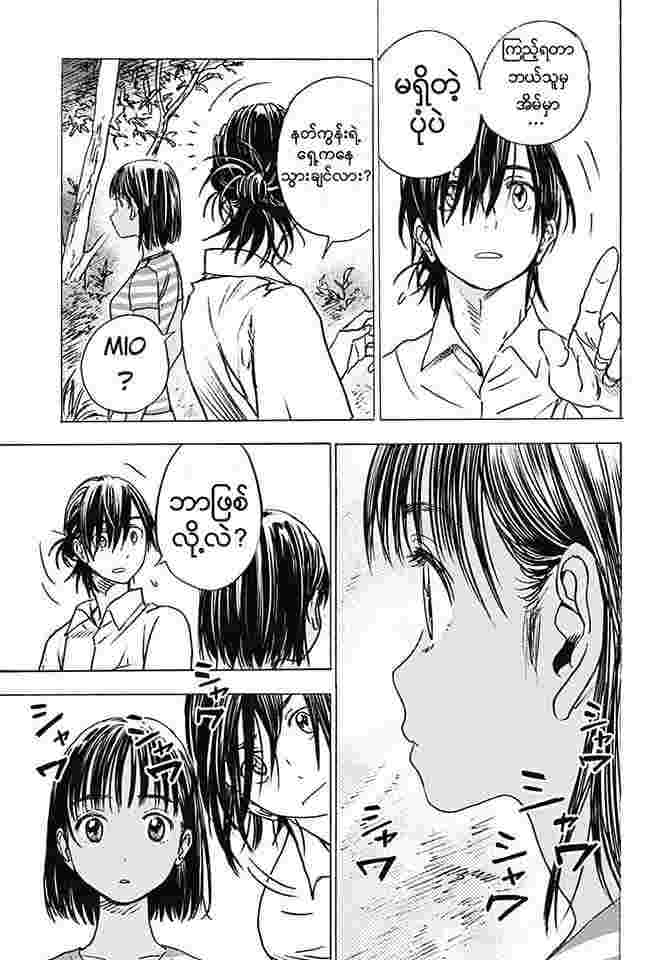 ကြည့်ရတာ
ဘယ်သူမှ
အိမ်မှာ
...
မရှိတဲ့
ပုံပဲ
နတ်ကွန်းရဲ့
ရှေ့ကနေ
သွားချင်လား?
MIO
?
ဘာဖြစ်
လို့လဲ?
シャワ
シャワ
シャワ
シャワ
シャワ
シャワ
シャワ